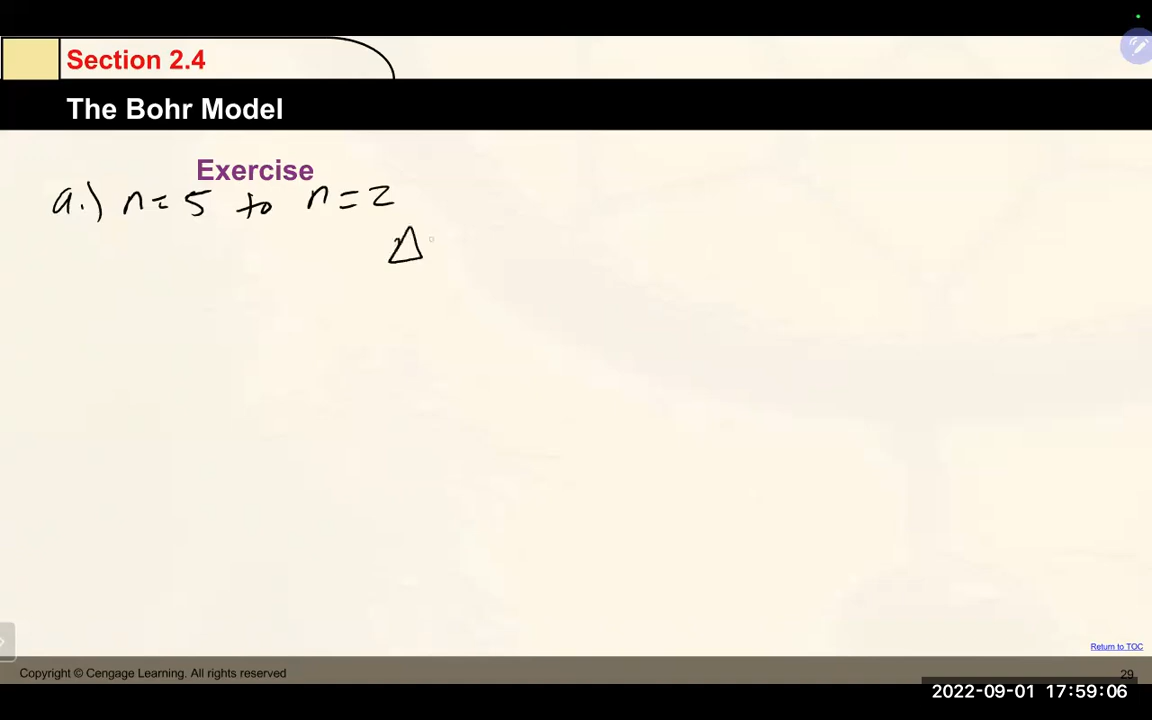 Section 2.4
The Bohr Model
Exercise
a.) n = 5 to n = 2
Δ
Return to TOC
Copyright © Cengage Learning. All rights reserved
29
2022-09-01 17:59:06